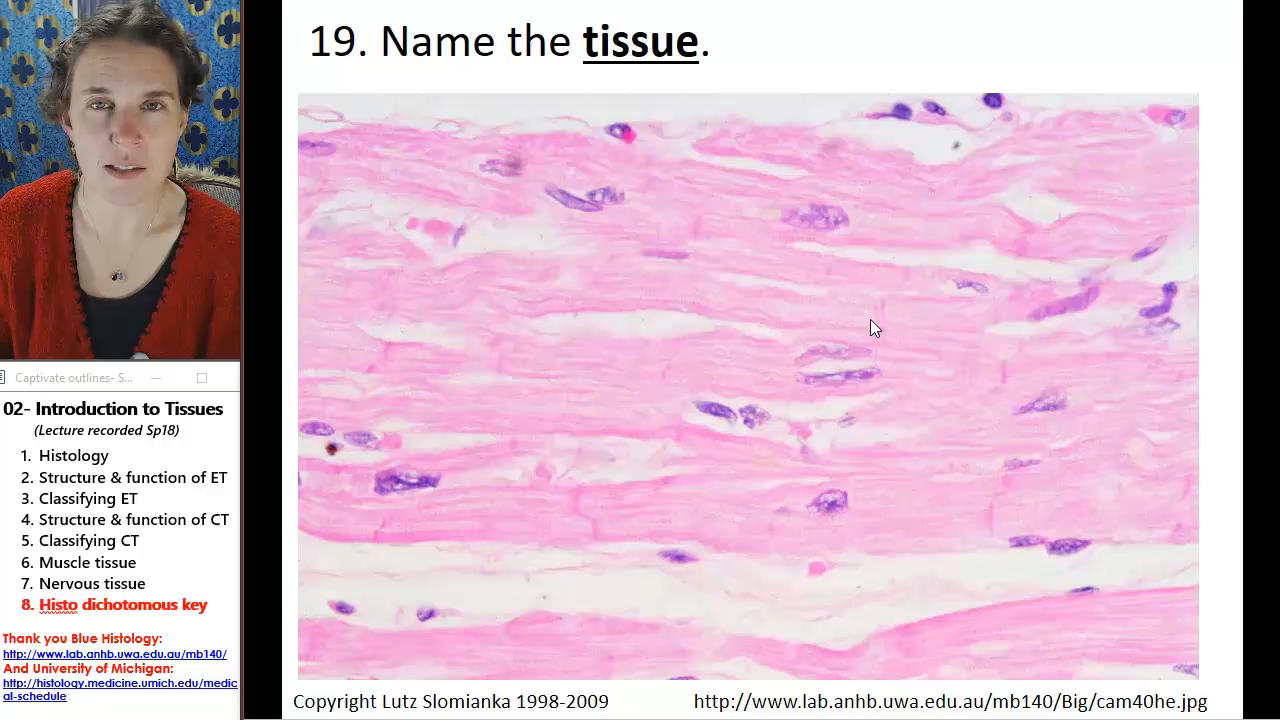 19. Name the tissue.
Captivate outlines- S...
02- Introduction to Tissues
(Lecture recorded Sp18)
1. Histology
2. Structure & function of ET
3. Classifying ET
4. Structure & function of CT
5. Classifying CT
6. Muscle tissue
7. Nervous tissue
8. Histo dichotomous key
Thank you Blue Histology:
http://www.lab.anhb.uwa.edu.au/mb140/
And University of Michigan:
http://histology.medicine.umich.edu/medic
al-schedule
Copyright Lutz Slomianka 1998-2009
http://www.lab.anhb.uwa.edu.au/mb140/Big/cam40he.jpg